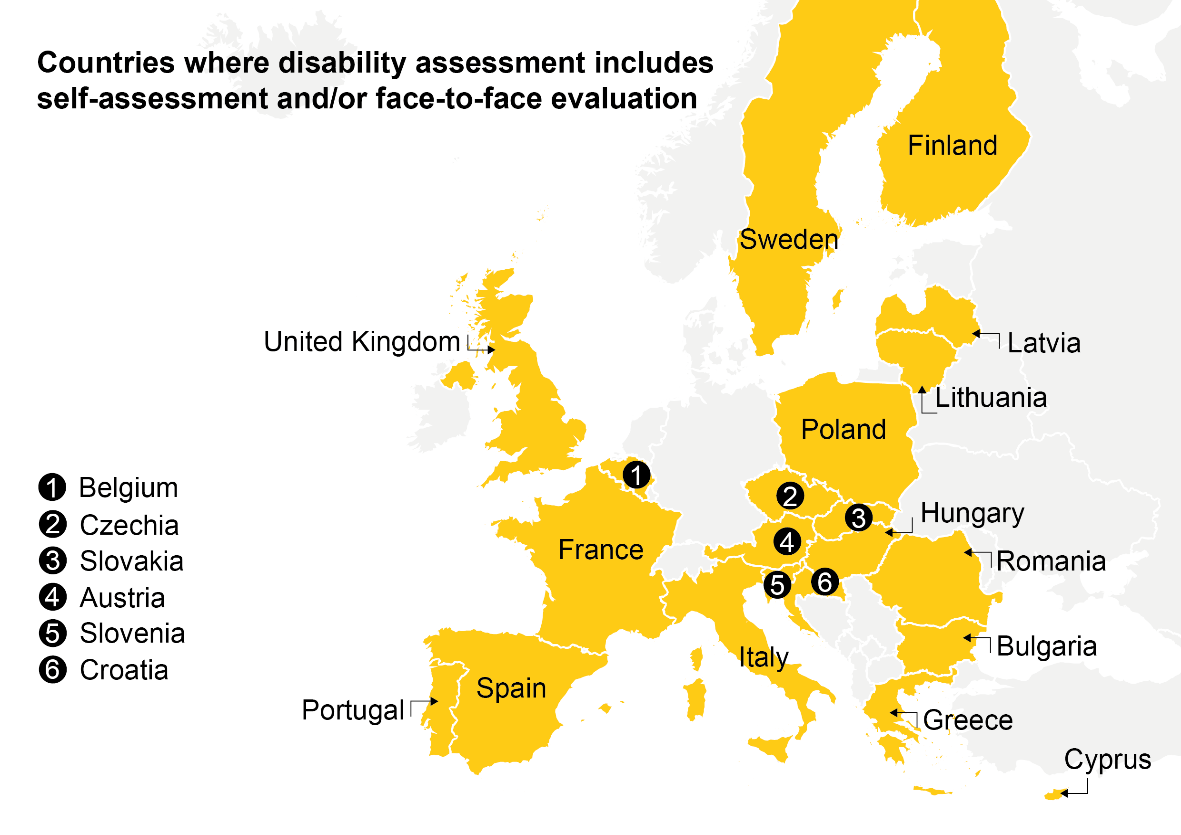 Countries where disability assessment includes
self-assessment and/or face-to-face evaluation
Finland
Sweden
United Kingdom
Latvia
Lithuania
Poland
1
2
3
4
5
6
Hungary
France
Romania
Bulgaria
Italy
Spain
Portugal
Greece
Cyprus
1 Belgium
2 Czechia
3 Slovakia
4 Austria
5 Slovenia
6 Croatia